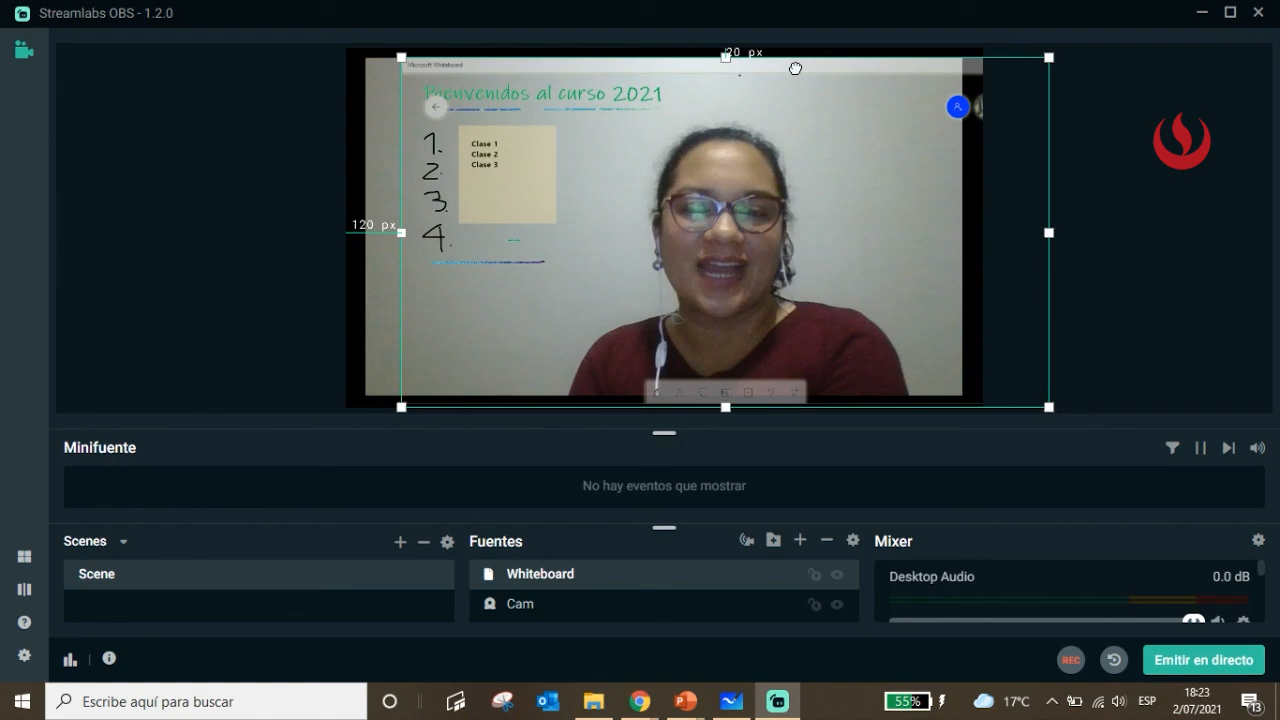 Streamlabs OBS - 1.2.0
20 px
Microsoft Whiteboard
Bienvenidos al curso 2021
1.
2.
3.
4.
Clase 1
Clase 2
Clase 3
120 px
Minifuente
No hay eventos que mostrar
Scenes
Scene
Fuentes
Whiteboard
Cam
Mixer
Desktop Audio 0.0 dB
REC
Emitir en directo
Escribe aquí para buscar
55%
17°C
ESP
18:23
2/07/2021
13